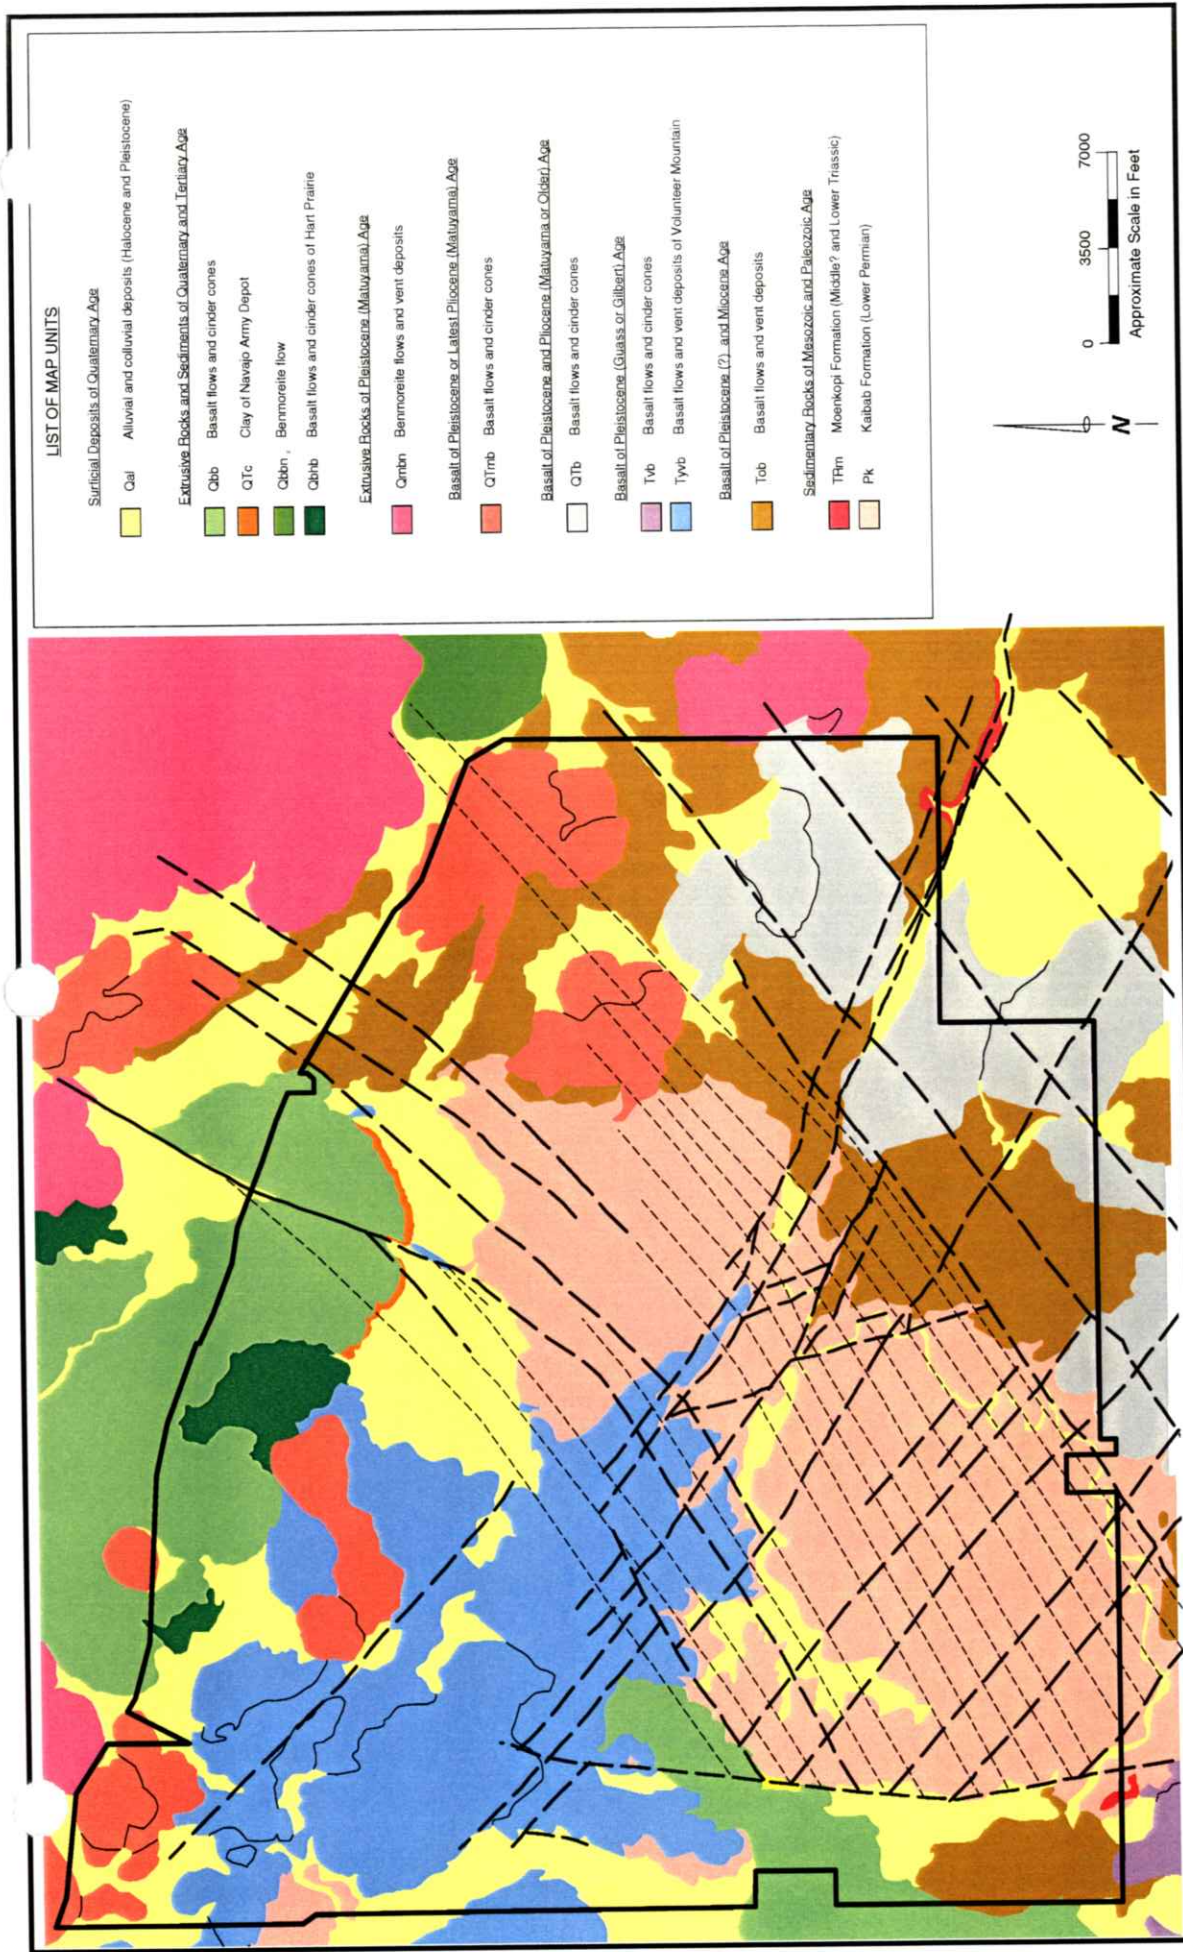 LIST OF MAP UNITS
Surficial Deposits of Quaternary Age
Qal Alluvial and colluvial deposits (Halocene and Pleistocene)
Extrusive Rocks and Sediments of Quaternary and Tertiary Age
Qbb Basalt flows and cinder cones
QTc Clay of Navajo Army Depot
Qbbn , Benmoreite flow
Qbhb Basalt flows and cinder cones of Hart Prairie
Extrusive Rocks of Pleistocene (Matuyama) Age
Qmbn Benmoreite flows and vent deposits
Basalt of Pleistocene or Latest Pliocene (Matuyama) Age
QTmb Basalt flows and cinder cones
Basalt of Pleistocene and Pliocene (Matuyama or Older) Age
QTb Basalt flows and cinder cones
Basalt of Pleistocene (Guass or Gilbert) Age
Tvb Basalt flows and cinder cones
Tyvb Basalt flows and vent deposits of Volunteer Mountain
Basalt of Pleistocene (?) and Miocene Age
Tob Basalt flows and vent deposits
Sedimentary Rocks of Mesozoic and Paleozoic Age
TRm Moenkopi Formation (Middle? and Lower Triassic)
Pk Kaibab Formation (Lower Permian)
N
0 3500 7000
Approximate Scale in Feet